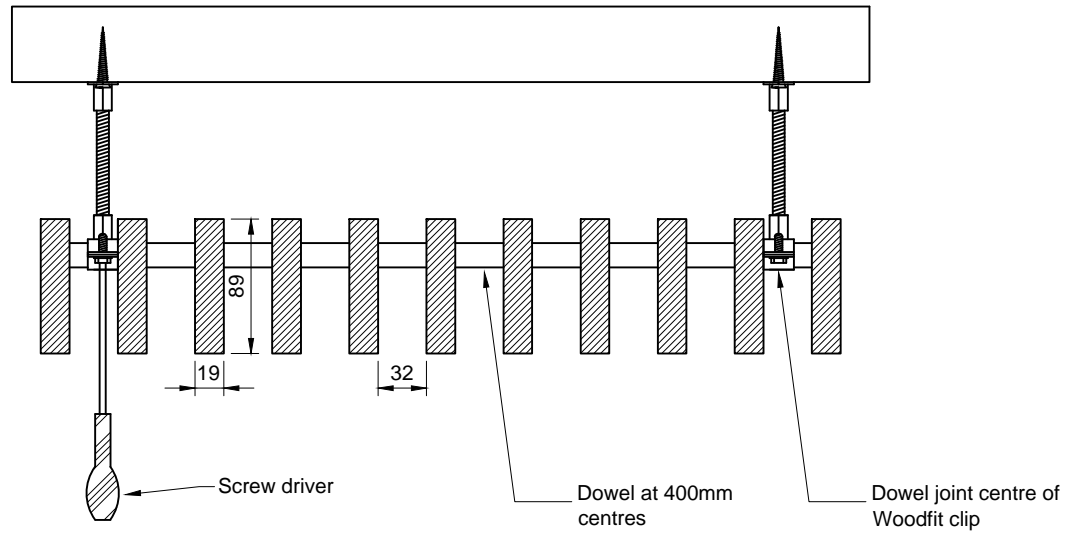 89
19
32
Screw driver
Dowel at 400mm
centres
Dowel joint centre of
Woodfit clip